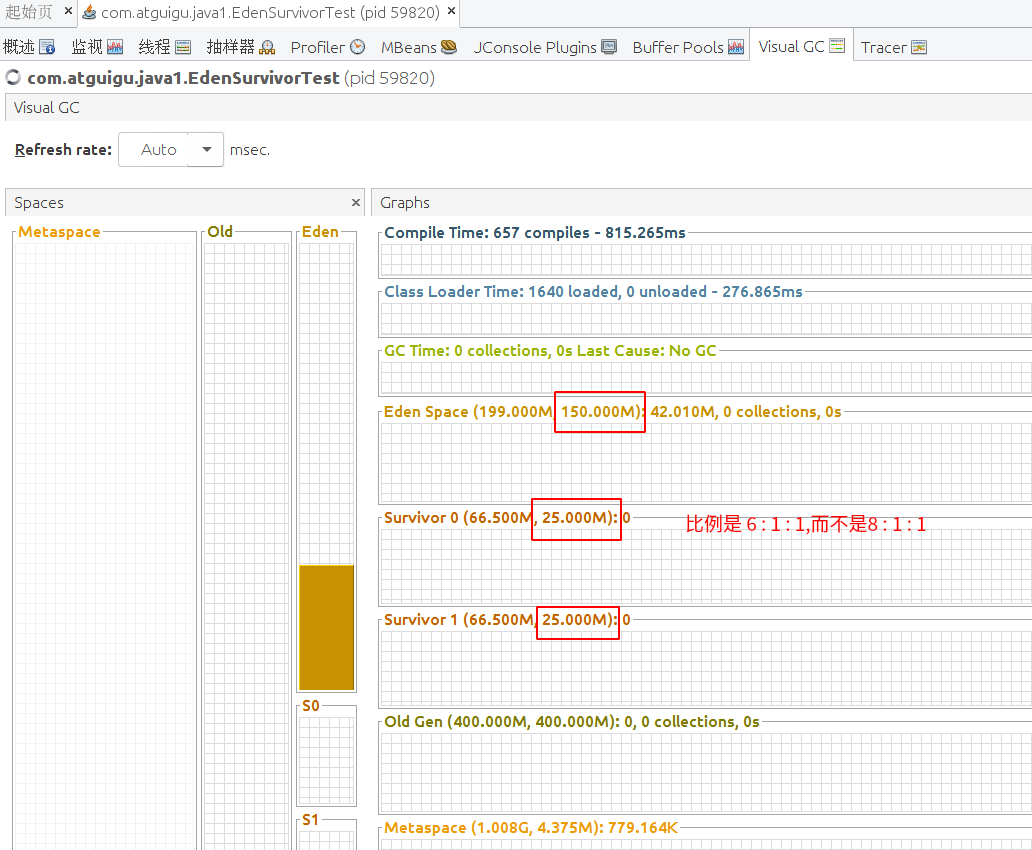 起始页 × com.atguigu.java1.EdenSurvivorTest (pid 59820) ×
概述 监视 线程 抽样器 Profiler MBeans JConsole Plugins Buffer Pools Visual GC Tracer
com.atguigu.java1.EdenSurvivorTest (pid 59820)
Visual GC
Refresh rate: Auto msec.
Spaces ×
Metaspace
Old
Eden
S0
S1
Graphs
Compile Time: 657 compiles - 815.265ms
Class Loader Time: 1640 loaded, 0 unloaded - 276.865ms
GC Time: 0 collections, 0s Last Cause: No GC
Eden Space (199.000M, 150.000M): 42.010M, 0 collections, 0s
Survivor 0 (66.500M, 25.000M): 0
比例是 6 : 1 : 1,而不是8 : 1 : 1
Survivor 1 (66.500M, 25.000M): 0
Old Gen (400.000M, 400.000M): 0, 0 collections, 0s
Metaspace (1.008G, 4.375M): 779.164K